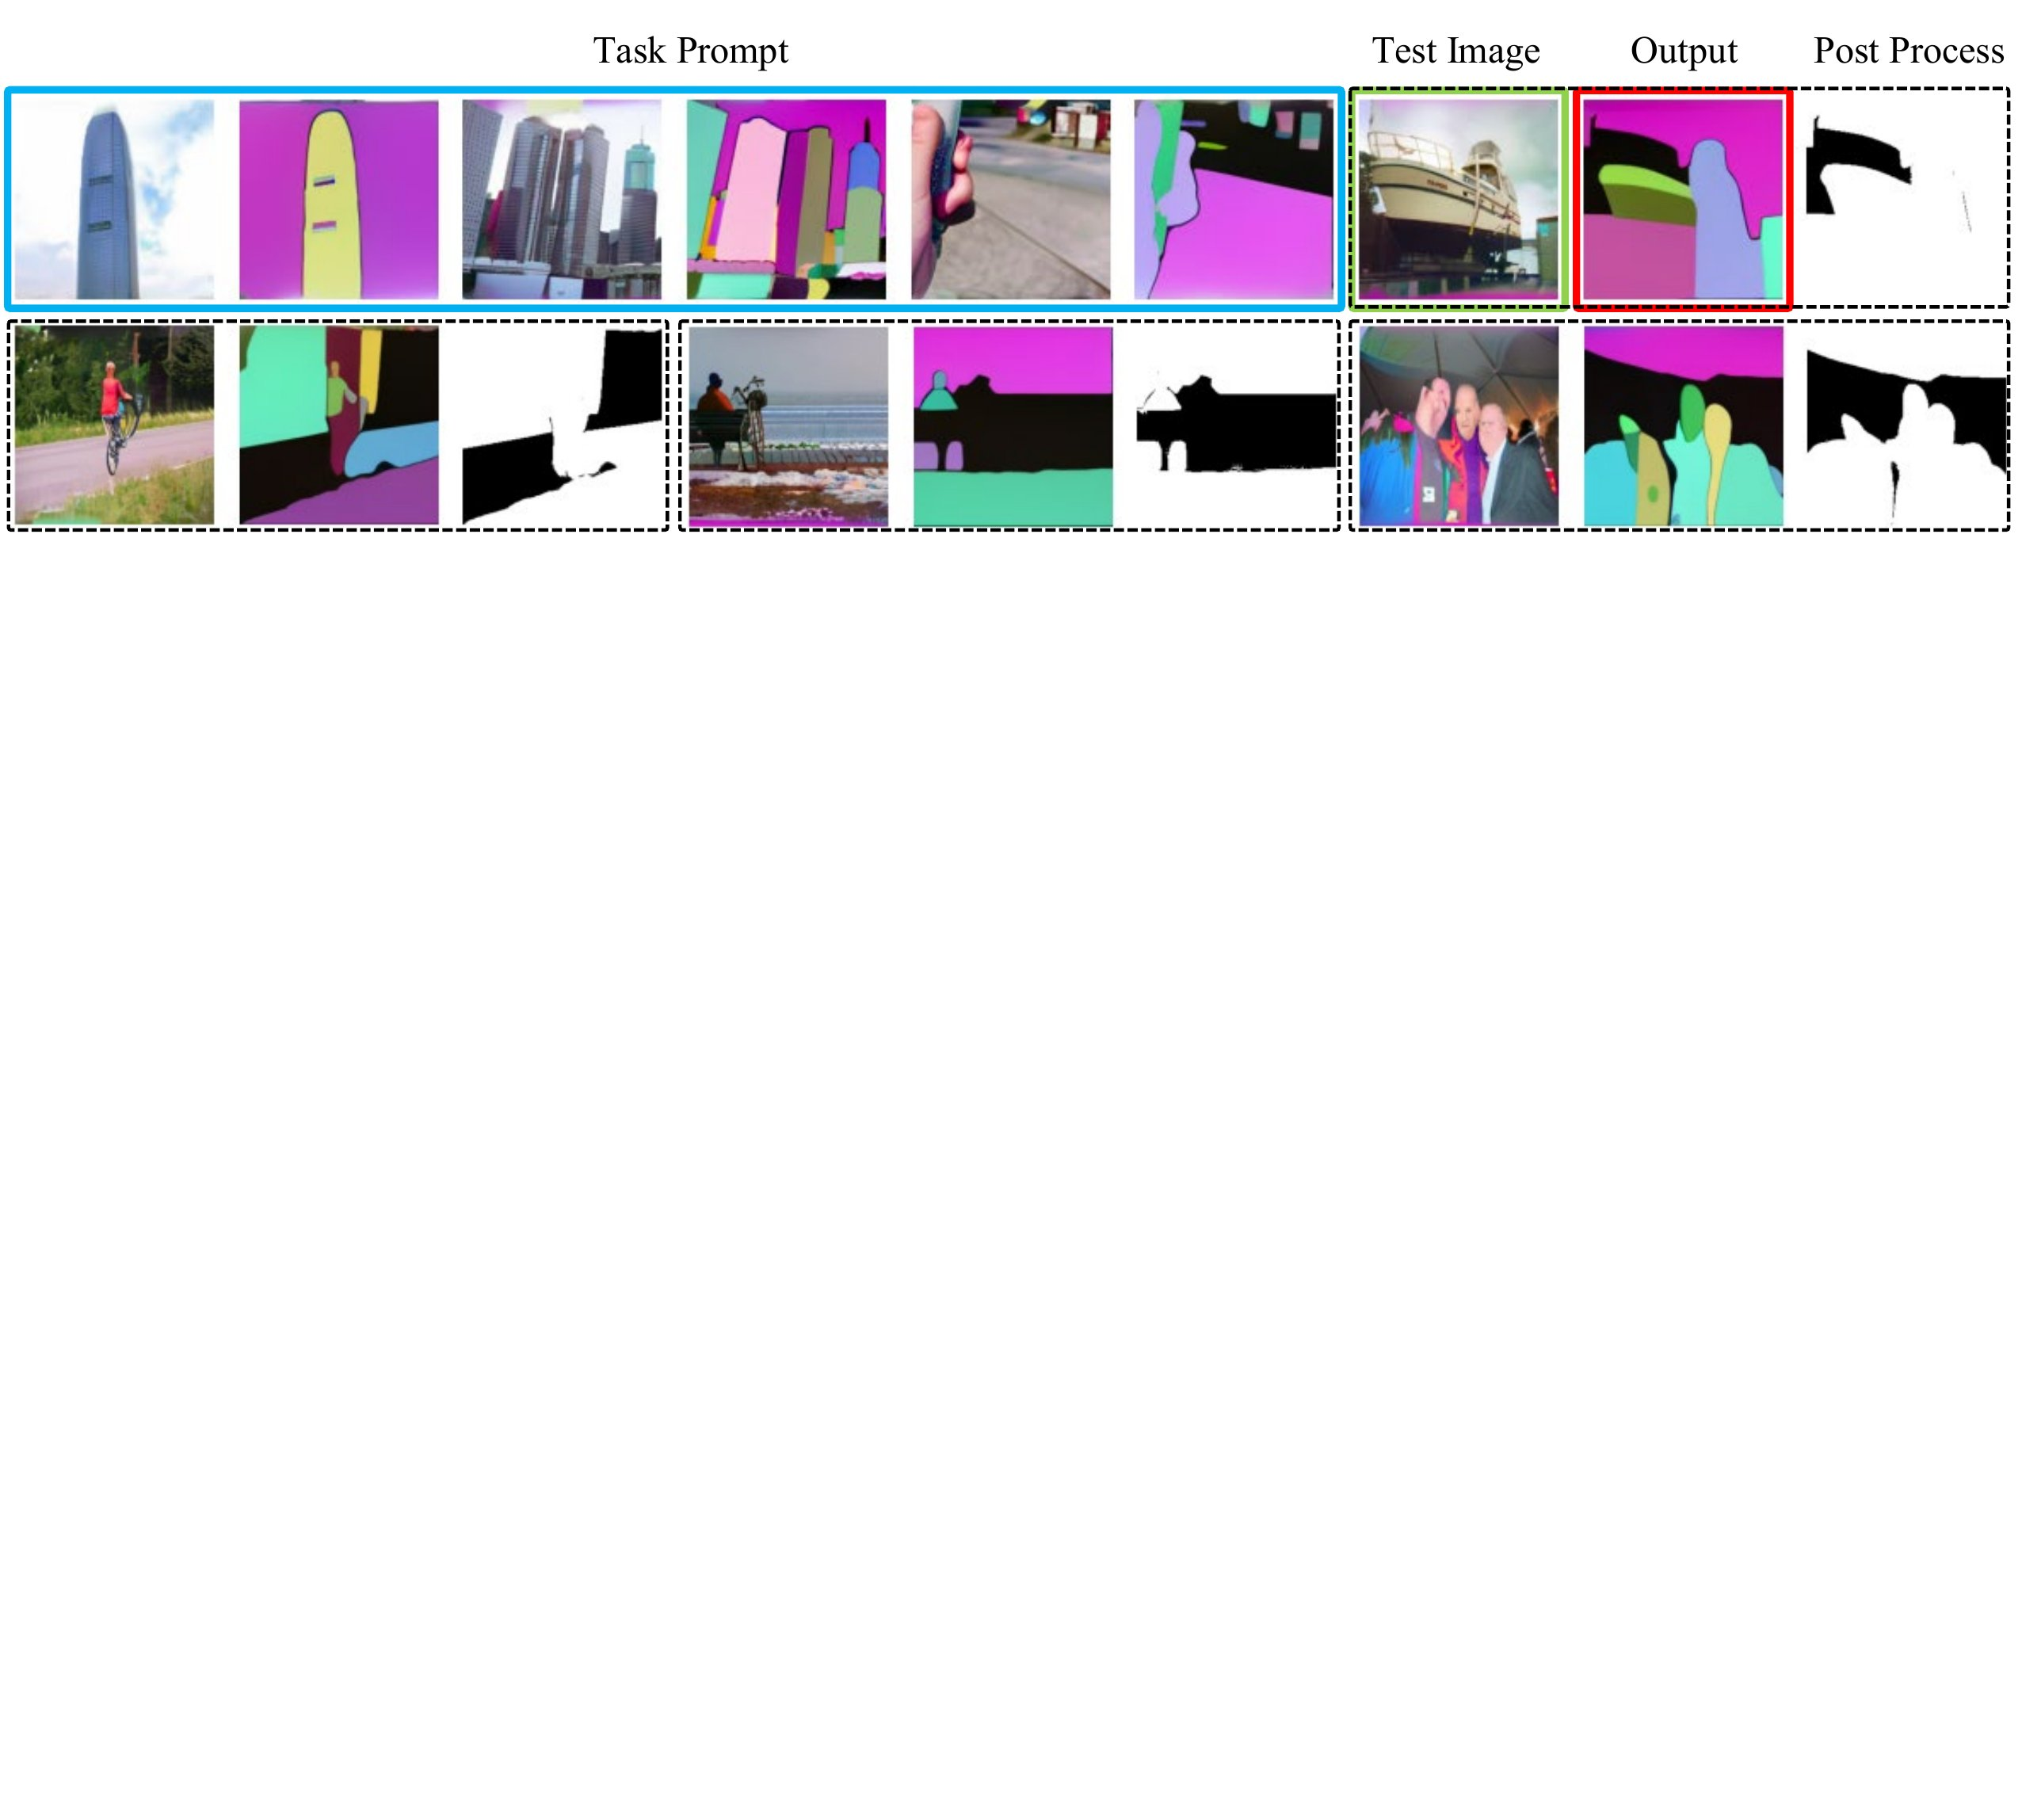 Task Prompt
Test Image
Output
Post Process